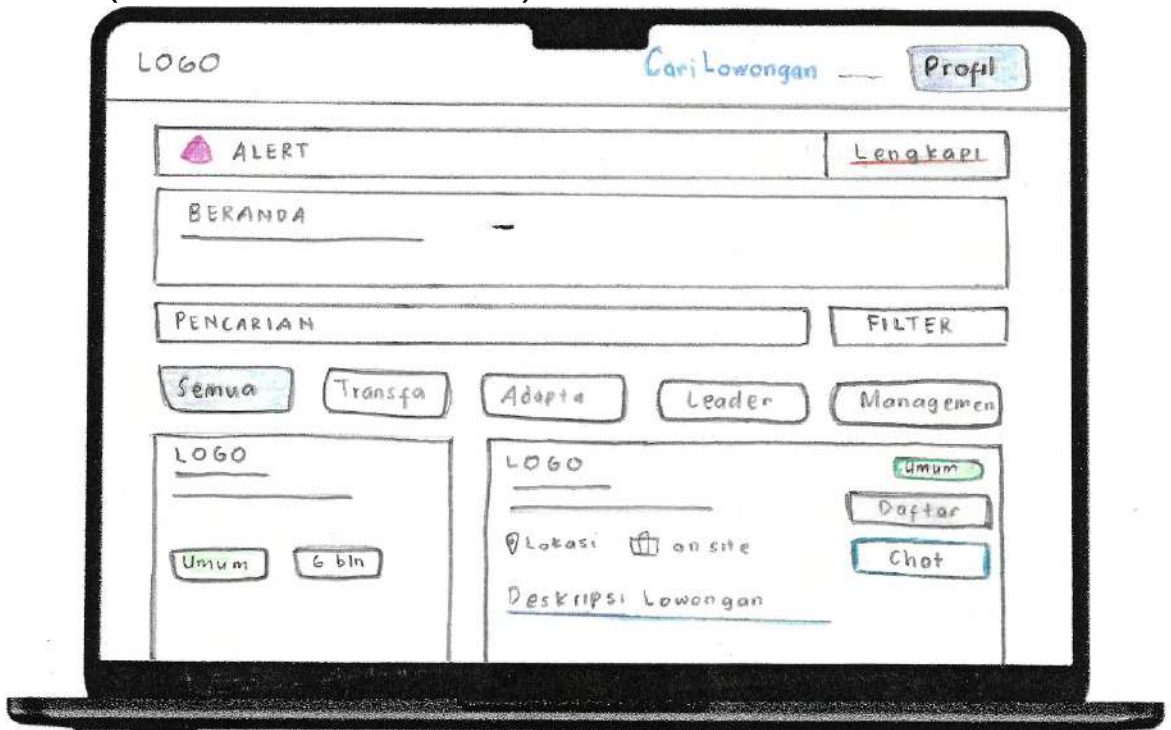 LOGO Cari Lowongan Profil
ALERT Lengkapi
BERANDA
PENCARIAN FILTER
Semua Transfa Adapta Leader Managemen
LOGO
Umum 6 bln
LOGO Umum
Daftar
Lokasi on site Chat
Deskripsi Lowongan